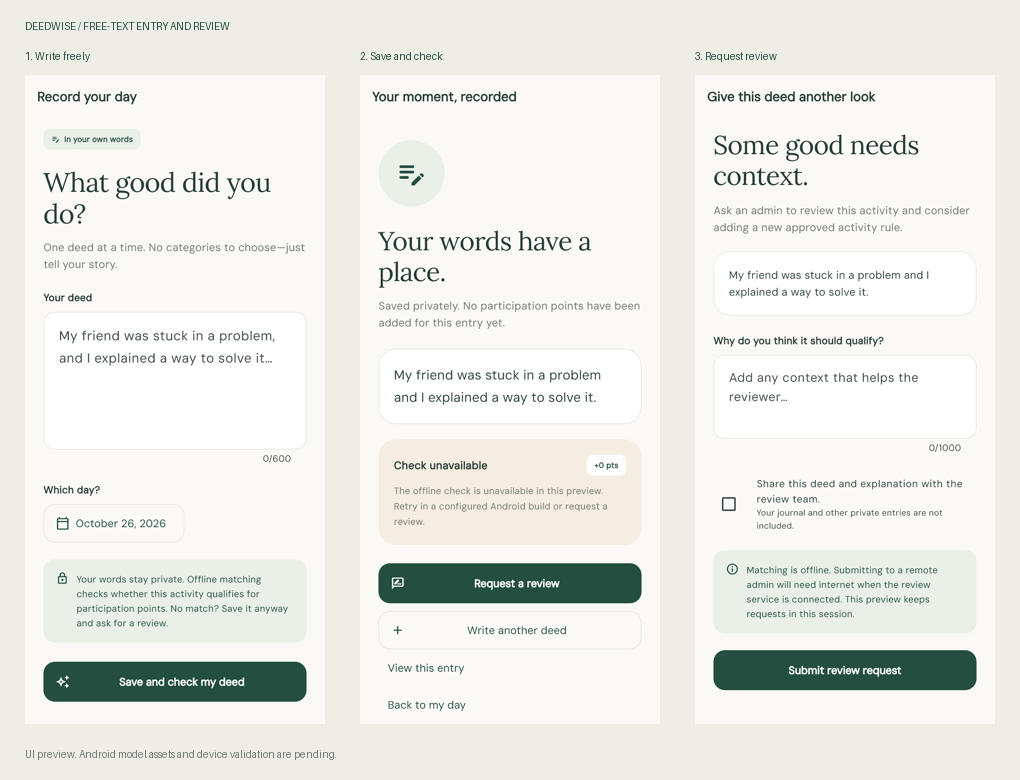 DEEDWISE / FREE-TEXT ENTRY AND REVIEW
1. Write freely
Record your day
In your own words
What good did you
do?
One deed at a time. No categories to choose—just
tell your story.
Your deed
My friend was stuck in a problem,
and I explained a way to solve it...
0/600
Which day?
October 26, 2026
Your words stay private. Offline matching
checks whether this activity qualifies for
participation points. No match? Save it anyway
and ask for a review.
Save and check my deed
2. Save and check
Your moment, recorded
Your words have a
place.
Saved privately. No participation points have been
added for this entry yet.
My friend was stuck in a problem
and I explained a way to solve it.
Check unavailable
+0 pts
The offline check is unavailable in this preview.
Retry in a configured Android build or request a
review.
Request a review
Write another deed
View this entry
Back to my day
3. Request review
Give this deed another look
Some good needs
context.
Ask an admin to review this activity and consider
adding a new approved activity rule.
My friend was stuck in a problem and I
explained a way to solve it.
Why do you think it should qualify?
Add any context that helps the
reviewer...
0/1000
Share this deed and explanation with the
review team.
Your journal and other private entries are not
included.
Matching is offline. Submitting to a remote
admin will need internet when the review
service is connected. This preview keeps
requests in this session.
Submit review request
UI preview. Android model assets and device validation are pending.